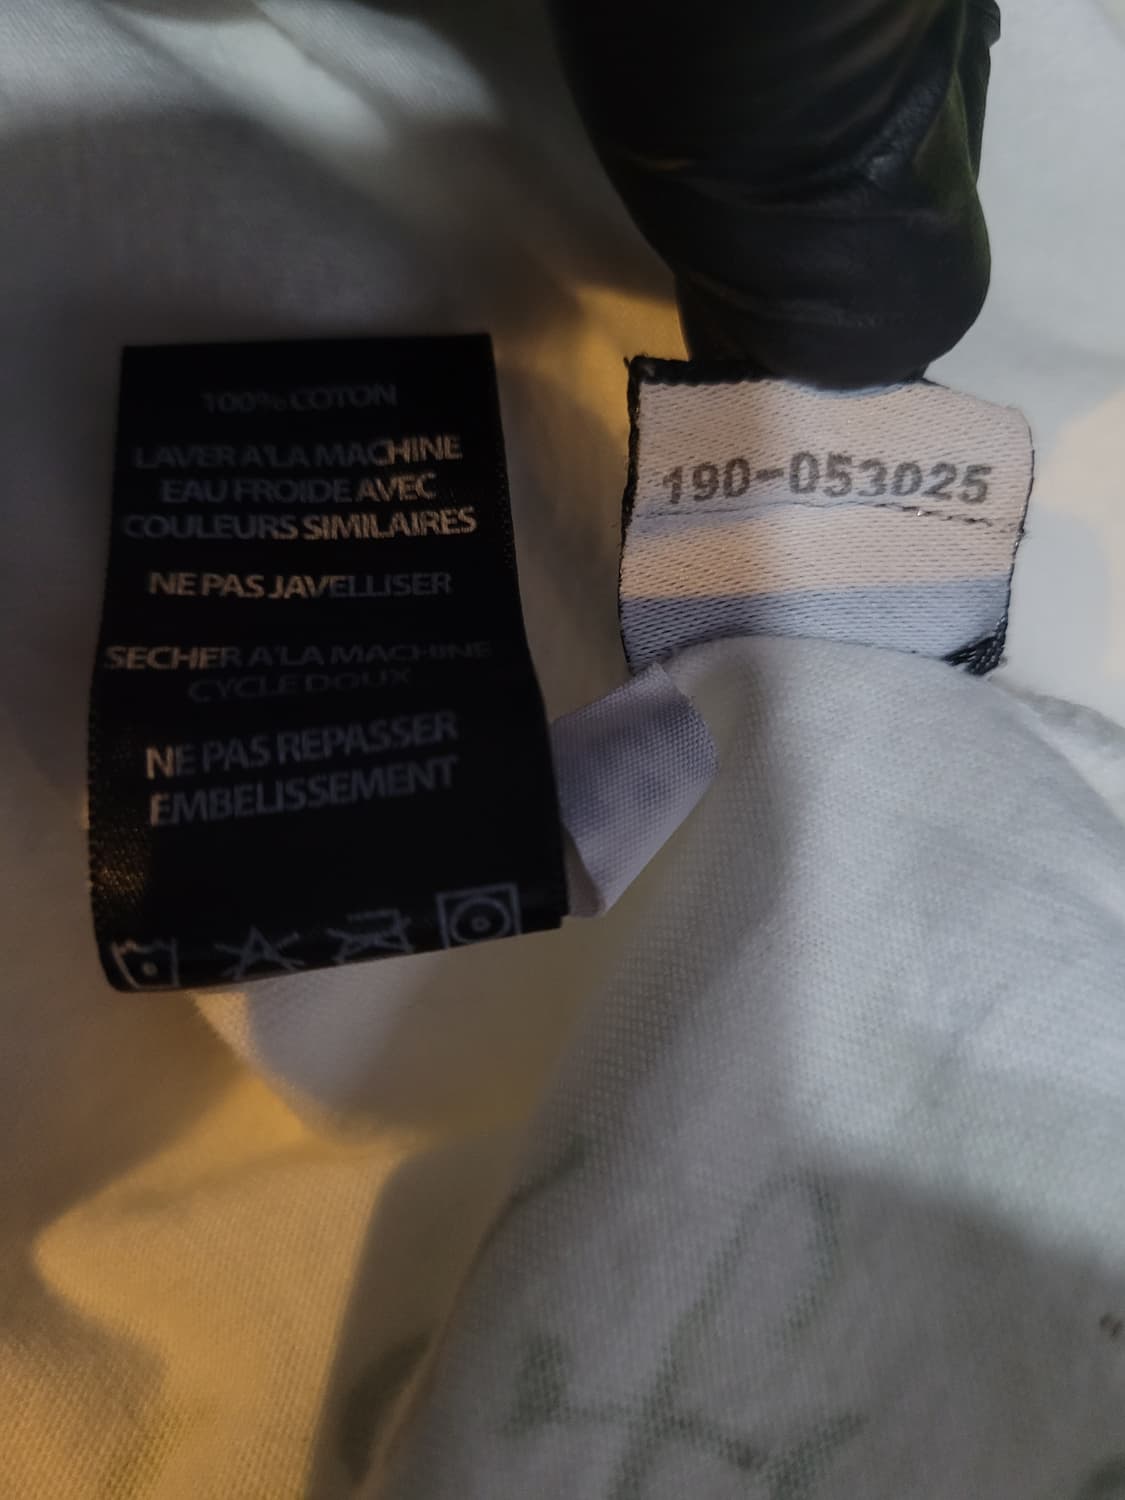 100% COTON
LAVER A'LA MACHINE
EAU FROIDE AVEC
COULEURS SIMILAIRES
NE PAS JAVELLISER
SECHER A'LA MACHINE
CYCLE DOUX
NE PAS REPASSER
EMBELISSEMENT
190-053025